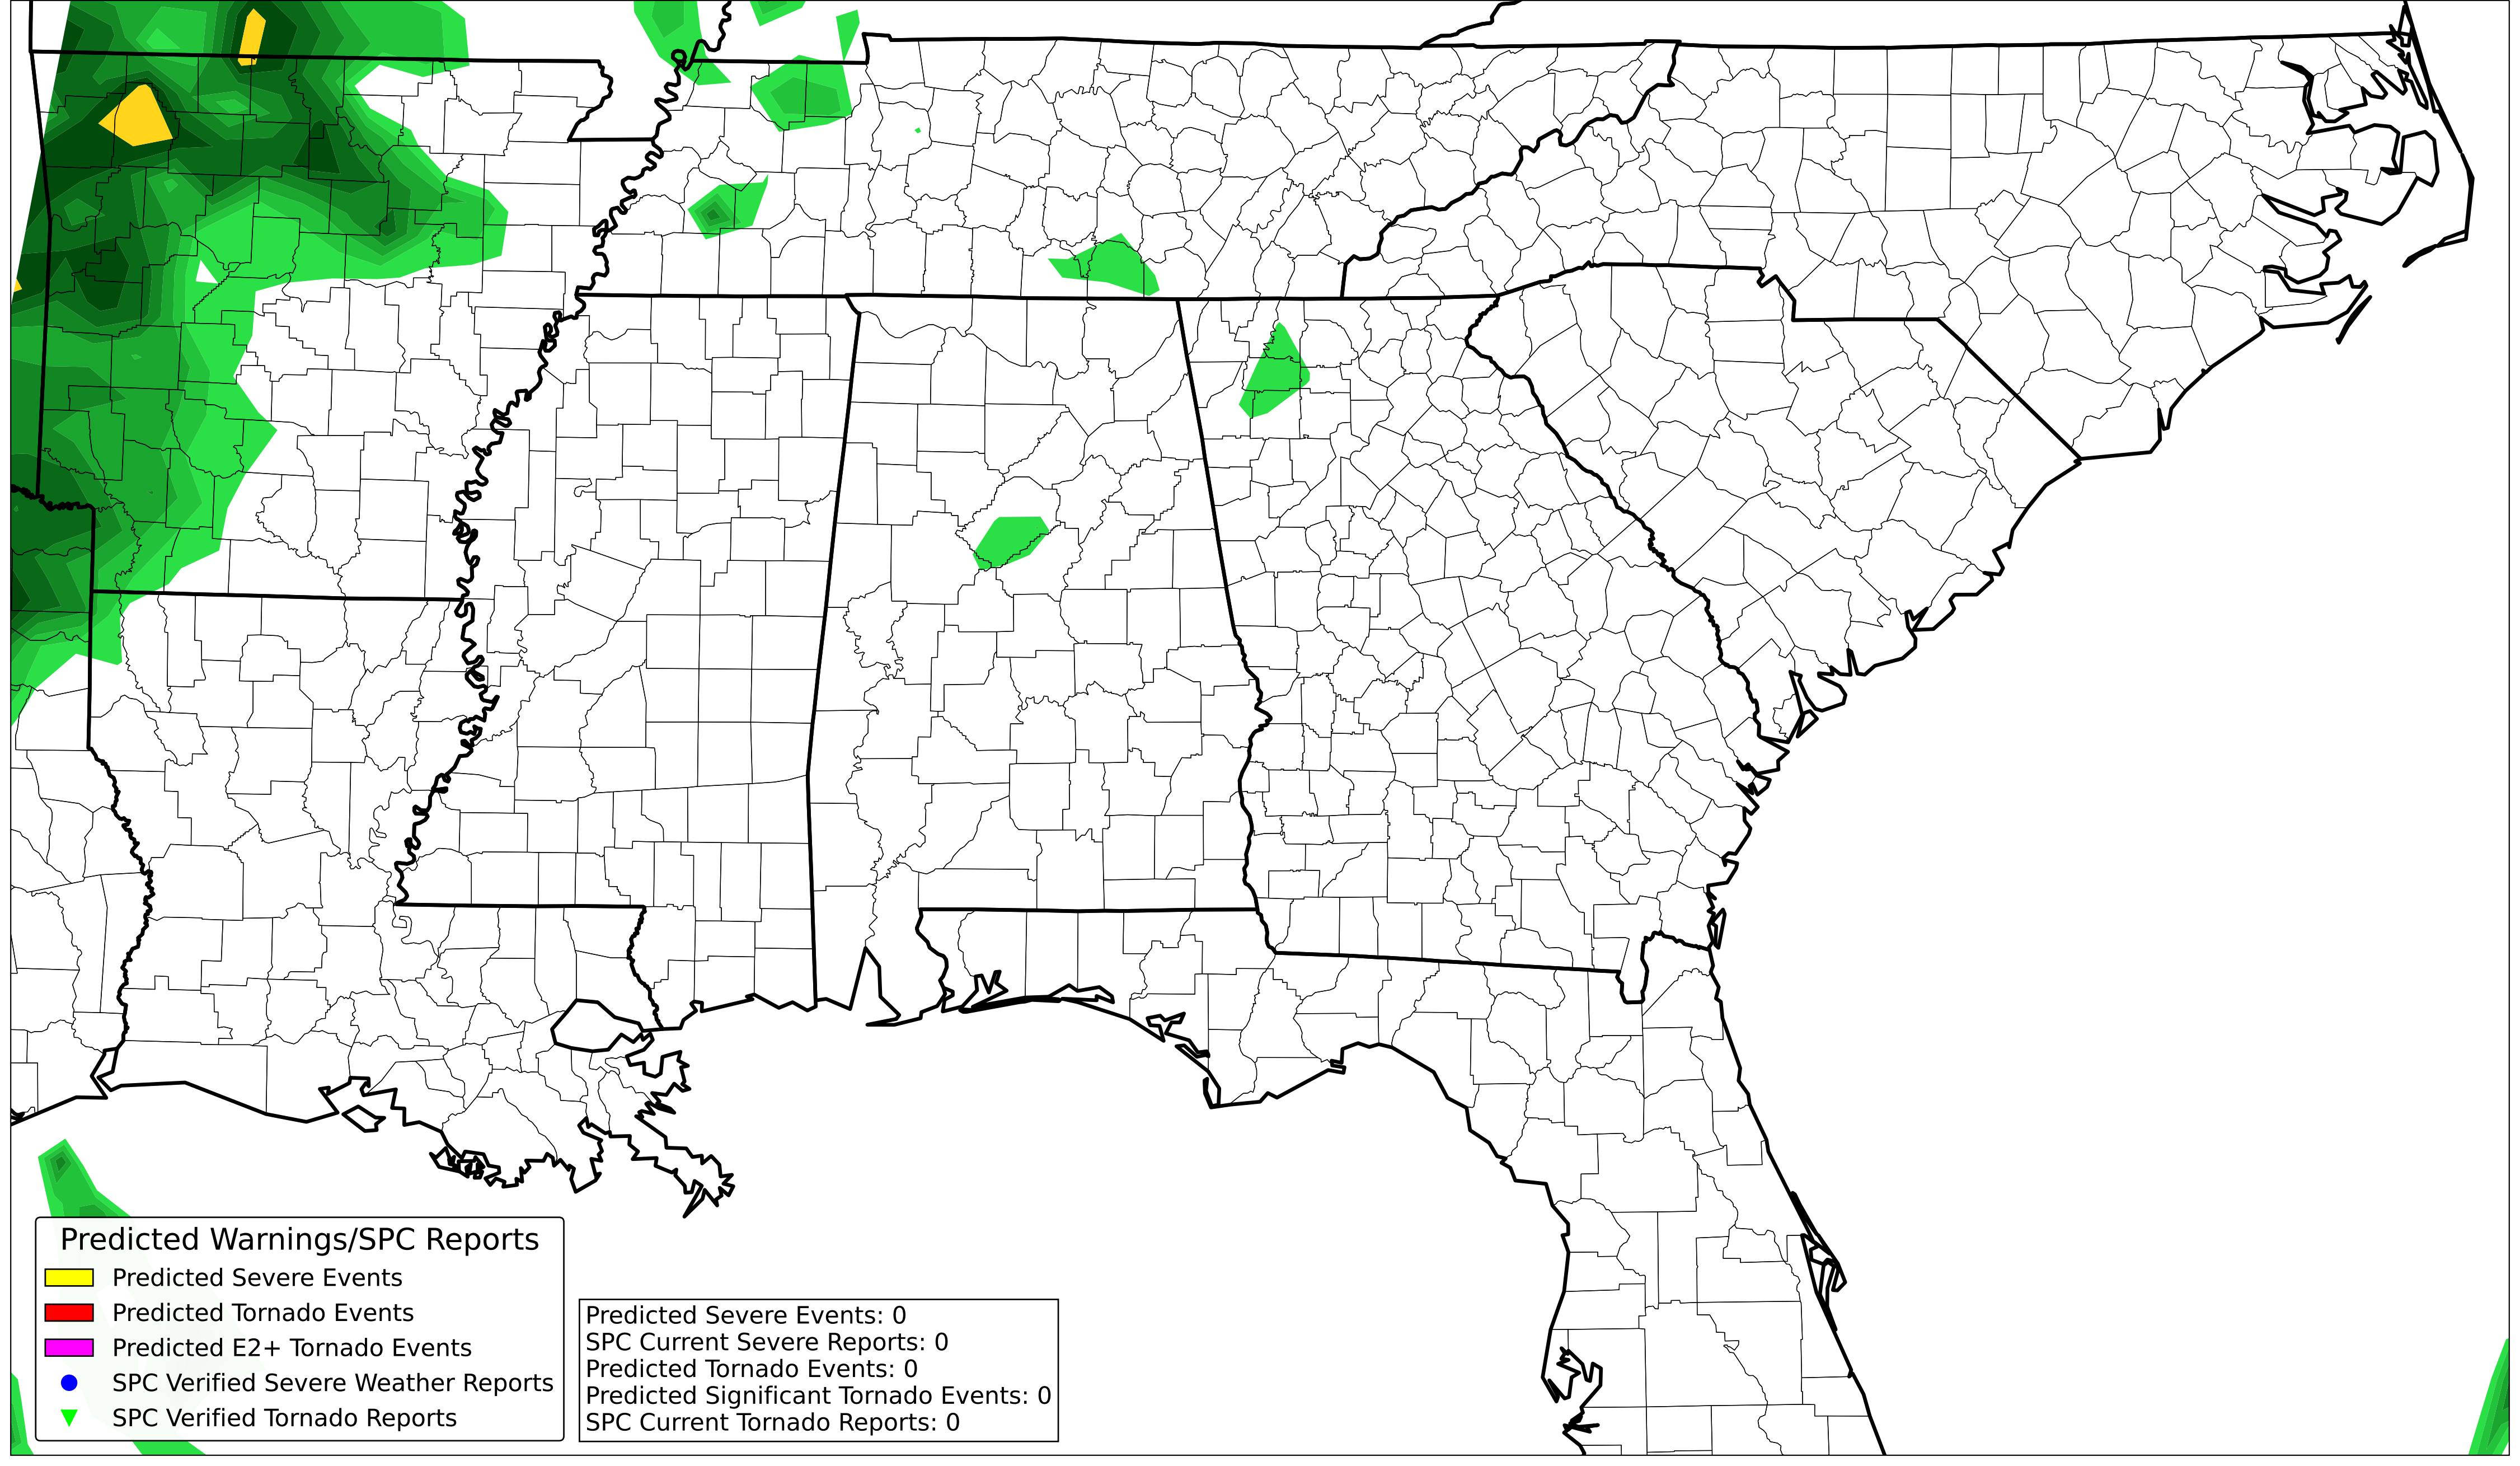 Predicted Warnings/SPC Reports
Predicted Severe Events
Predicted Tornado Events
Predicted E2+ Tornado Events
SPC Verified Severe Weather Reports
SPC Verified Tornado Reports
Predicted Severe Events: 0
SPC Current Severe Reports: 0
Predicted Tornado Events: 0
Predicted Significant Tornado Events: 0
SPC Current Tornado Reports: 0